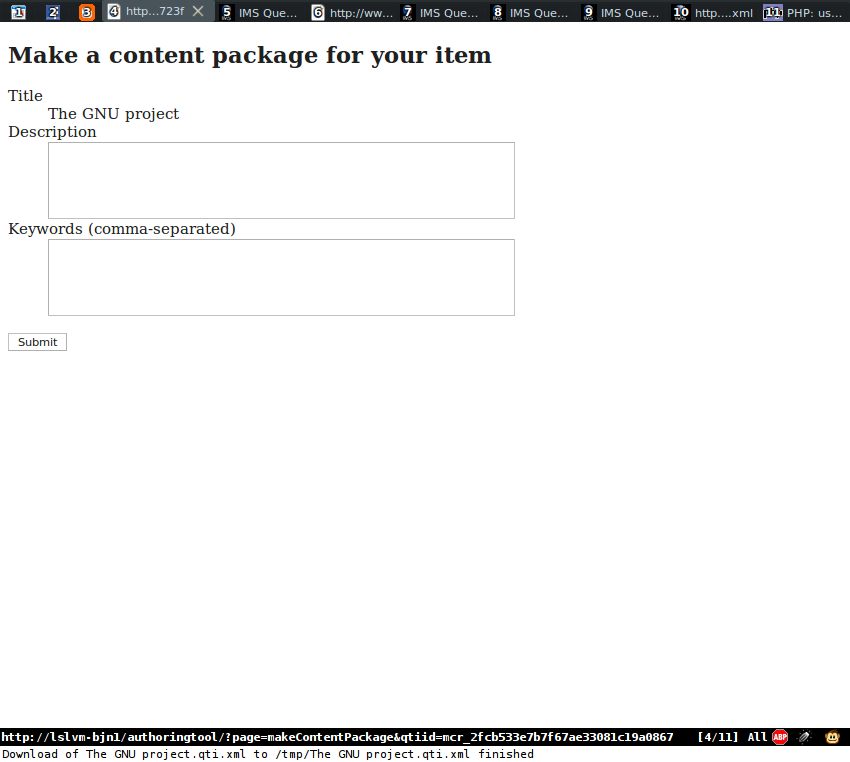 1 2 3 4 http...723f 5 IMS Que... 6 http://ww... 7 IMS Que... 8 IMS Que... 9 IMS Que... 10 http....xml 11 PHP: us...
Make a content package for your item
Title
The GNU project
Description
Keywords (comma-separated)
Submit
http://lslvm-bjn1/authoringtool/?page=makeContentPackage&qtiid=mcr_2fcb533e7b7f67ae33081c19a0867 [4/11] All ABP
Download of The GNU project.qti.xml to /tmp/The GNU project.qti.xml finished